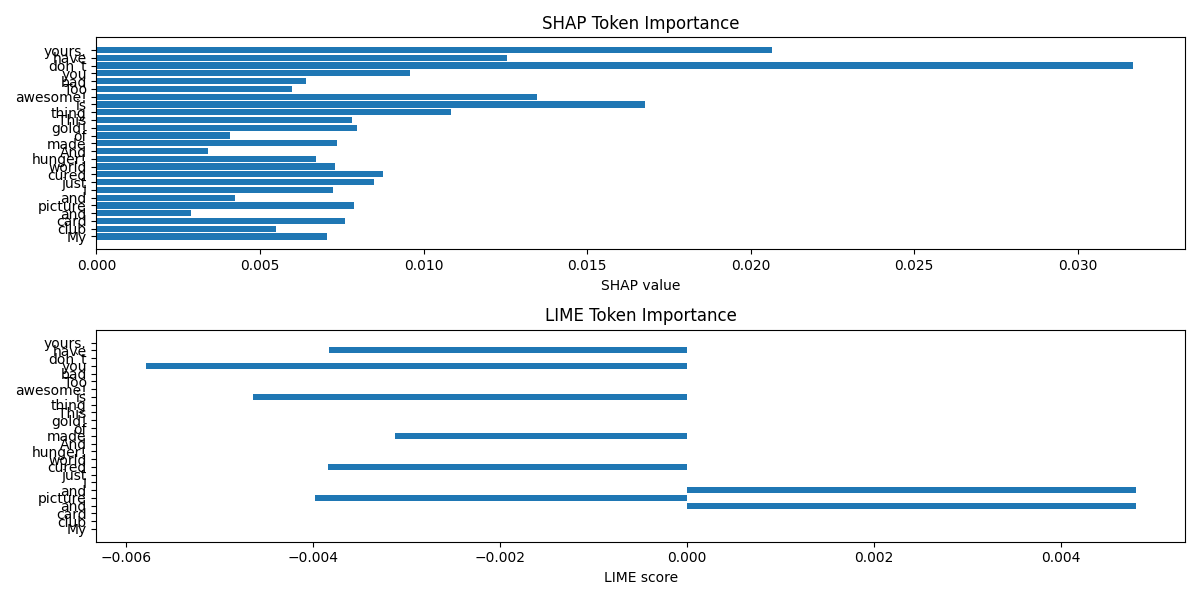 SHAP Token Importance
yours.
have
don't
you
bad
Too
awesome!
is
thing
This
gold!
of
made
And
hunger!
world
cured
just
I
and
picture
and
card
club
My
0.000 0.005 0.010 0.015 0.020 0.025 0.030
SHAP value
LIME Token Importance
yours.
have
don't
you
bad
Too
awesome!
is
thing
This
gold!
of
made
And
hunger!
world
cured
just
I
and
picture
and
card
club
My
−0.006 −0.004 −0.002 0.000 0.002 0.004
LIME score